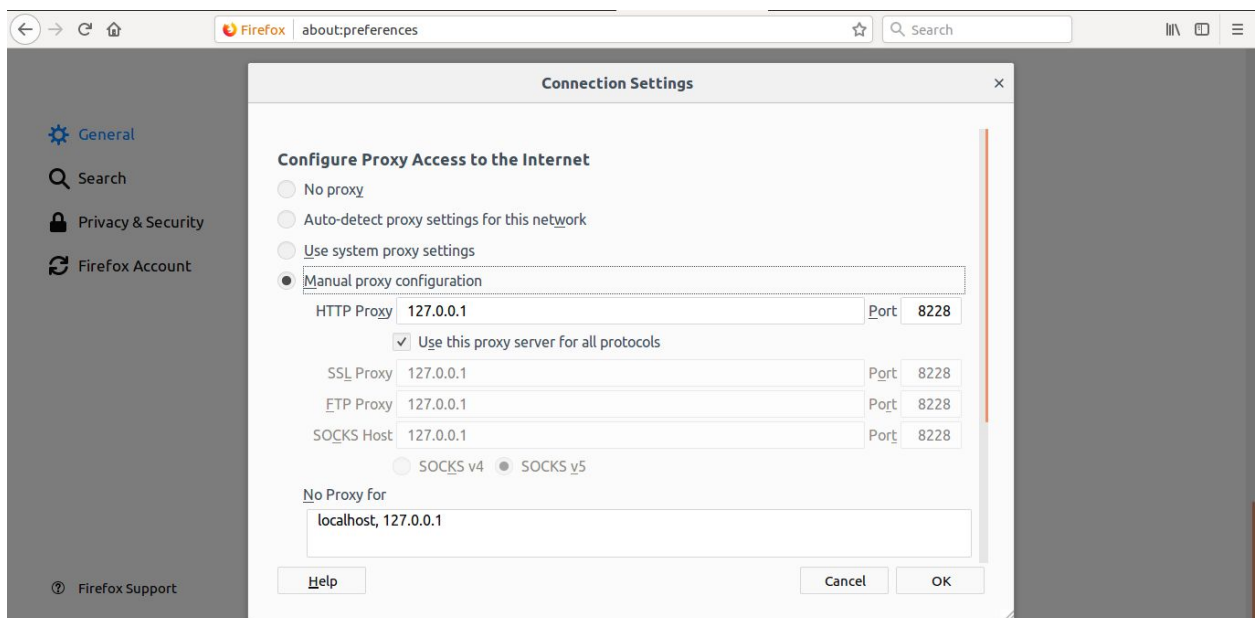 Firefox about:preferences Search
Connection Settings
General
Search
Privacy & Security
Firefox Account
Firefox Support
Configure Proxy Access to the Internet
No proxy
Auto-detect proxy settings for this network
Use system proxy settings
Manual proxy configuration
HTTP Proxy 127.0.0.1 Port 8228
Use this proxy server for all protocols
SSL Proxy 127.0.0.1 Port 8228
FTP Proxy 127.0.0.1 Port 8228
SOCKS Host 127.0.0.1 Port 8228
SOCKS v4 SOCKS v5
No Proxy for
localhost, 127.0.0.1
Help Cancel OK